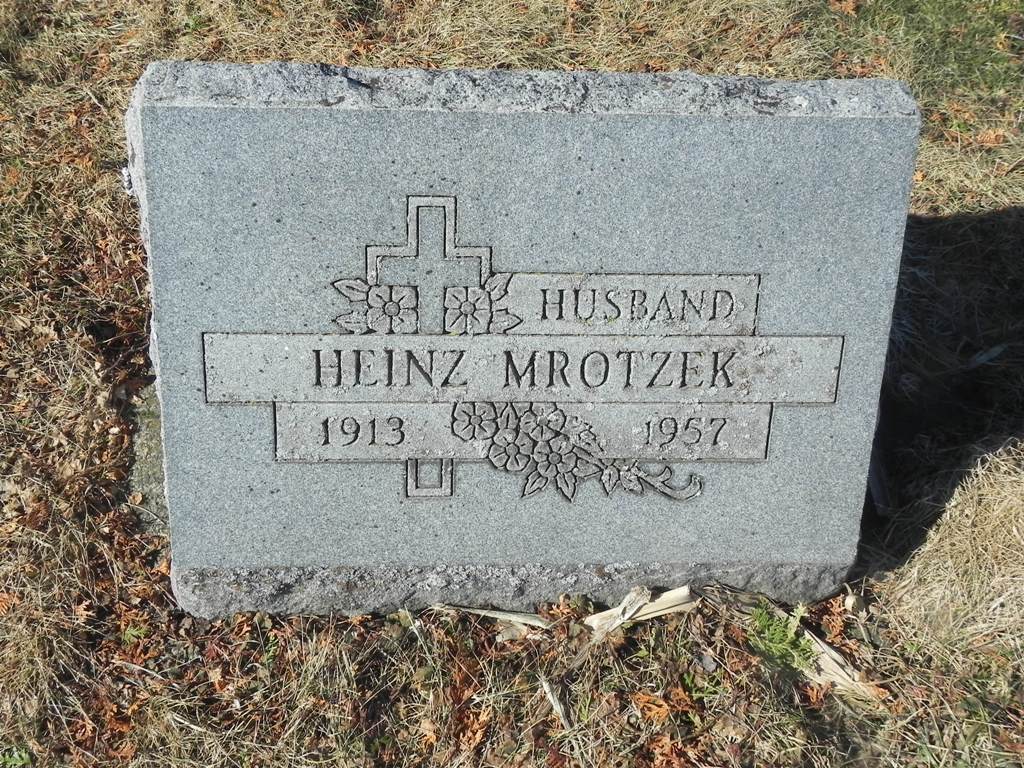 HUSBAND
HEINZ MROTZEK
1913 1957